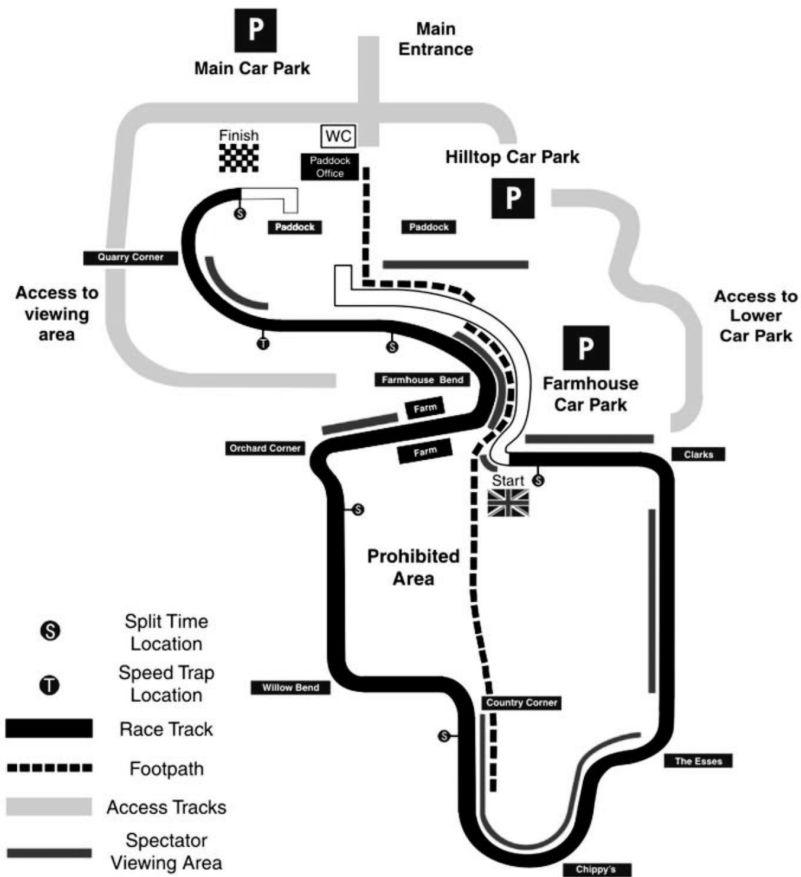 P
Main Car Park
Main
Entrance
Finish
WC
Paddock
Office
Hilltop Car Park
P
Paddock
Paddock
S
Quarry Corner
Access to
viewing
area
Access to
Lower
Car Park
T
S
P
Farmhouse
Car Park
Farmhouse Bend
Farm
Farm
Orchard Corner
Clarks
Start
S
S
Prohibited
Area
S
Split Time
Location
T
Speed Trap
Location
Willow Bend
Country Corner
S
Race Track
The Esses
Footpath
Access Tracks
Spectator
Viewing Area
Chippy's